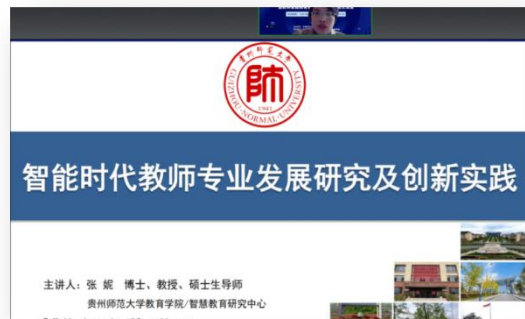 贵州师范大学
GUIZHOU NORMAL UNIVERSITY
1941
智能时代教师专业发展研究及创新实践
主讲人：张 妮 博士、教授、硕士生导师
贵州师范大学教育学院/智慧教育研究中心